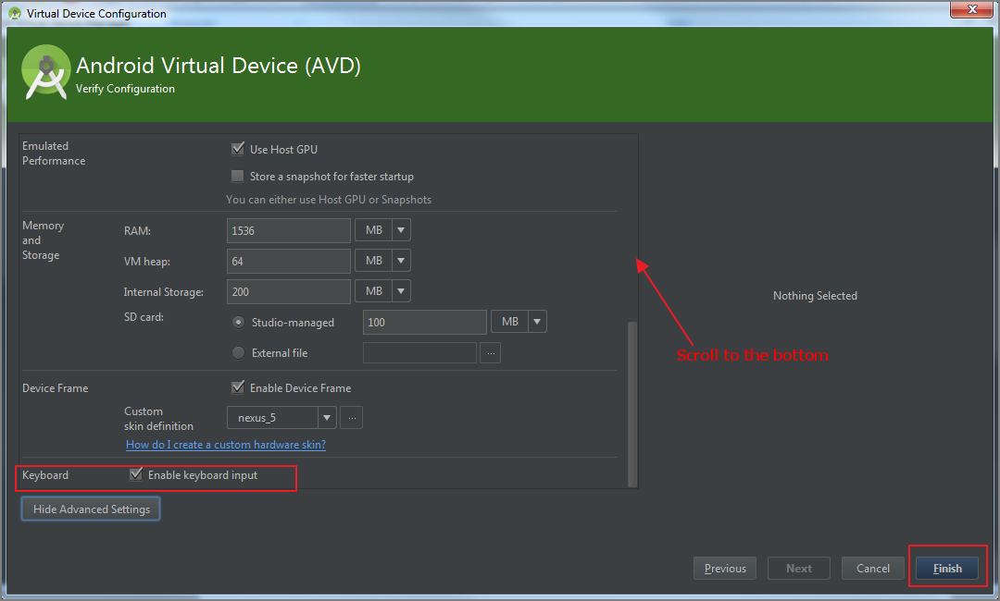 Virtual Device Configuration
Android Virtual Device (AVD)
Verify Configuration
Emulated
Performance
Use Host GPU
Store a snapshot for faster startup
You can either use Host GPU or Snapshots
Memory
and
Storage
RAM: 1536 MB
VM heap: 64 MB
Internal Storage: 200 MB
SD card: Studio-managed 100 MB
External file ...
Nothing Selected
Scroll to the bottom
Device Frame Enable Device Frame
Custom
skin definition nexus_5 ...
How do I create a custom hardware skin?
Keyboard Enable keyboard input
Hide Advanced Settings
Previous Next Cancel Finish